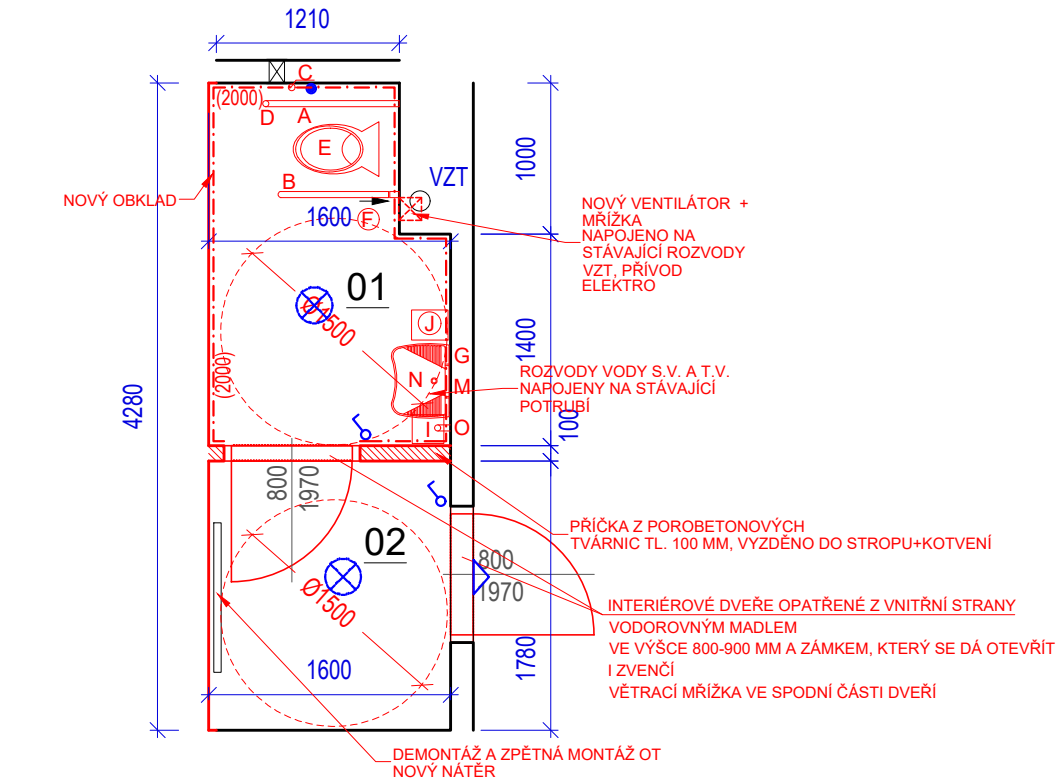 1210
C
(2000)
D
A
E
B
VZT
1000
NOVÝ OBKLAD
1600
F
NOVÝ VENTILÁTOR +
MŘÍŽKA
NAPOJENO NA
STÁVAJÍCÍ ROZVODY
VZT, PŘÍVOD
ELEKTRO
01
Ø1500
J
1400
G
N
M
ROZVODY VODY S.V. A T.V.
NAPOJENY NA STÁVAJÍCÍ
POTRUBÍ
(2000)
4280
I
O
100
800
1970
02
PŘÍČKA Z POROBETONOVÝCH
TVÁRNIC TL. 100 MM, VYZDĚNO DO STROPU+KOTVENÍ
800
1970
Ø1500
INTERIÉROVÉ DVEŘE OPATŘENÉ Z VNITŘNÍ STRANY
VODOROVNÝM MADLEM
VE VÝŠCE 800-900 MM A ZÁMKEM, KTERÝ SE DÁ OTEVŘÍT
I ZVENČÍ
VĚTRACÍ MŘÍŽKA VE SPODNÍ ČÁSTI DVEŘÍ
1600
1780
DEMONTÁŽ A ZPĚTNÁ MONTÁŽ OT
NOVÝ NÁTĚR